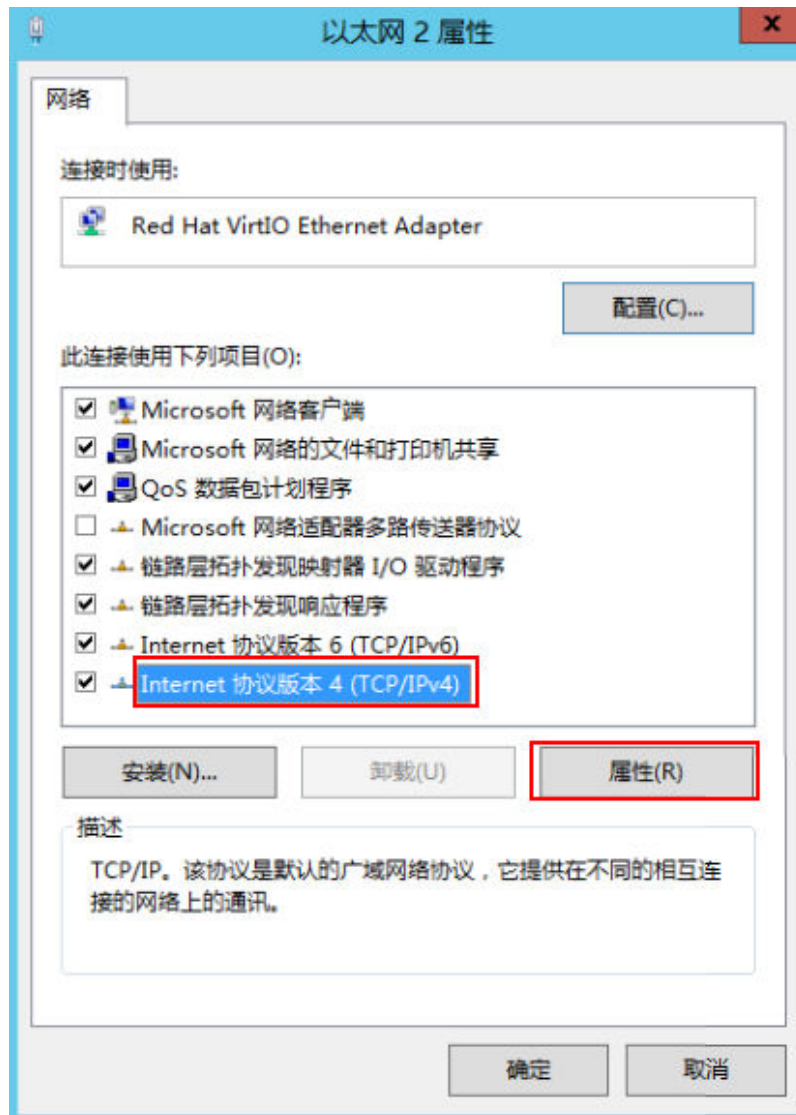 以太网 2 属性
网络
连接时使用:
Red Hat VirtIO Ethernet Adapter
配置(C)...
此连接使用下列项目(O):
Microsoft 网络客户端
Microsoft 网络的文件和打印机共享
QoS 数据包计划程序
Microsoft 网络适配器多路传送器协议
链路层拓扑发现映射器 I/O 驱动程序
链路层拓扑发现响应程序
Internet 协议版本 6 (TCP/IPv6)
Internet 协议版本 4 (TCP/IPv4)
安装(N)... 卸载(U) 属性(R)
描述
TCP/IP。该协议是默认的广域网络协议，它提供在不同的相互连
接的网络上的通讯。
确定 取消